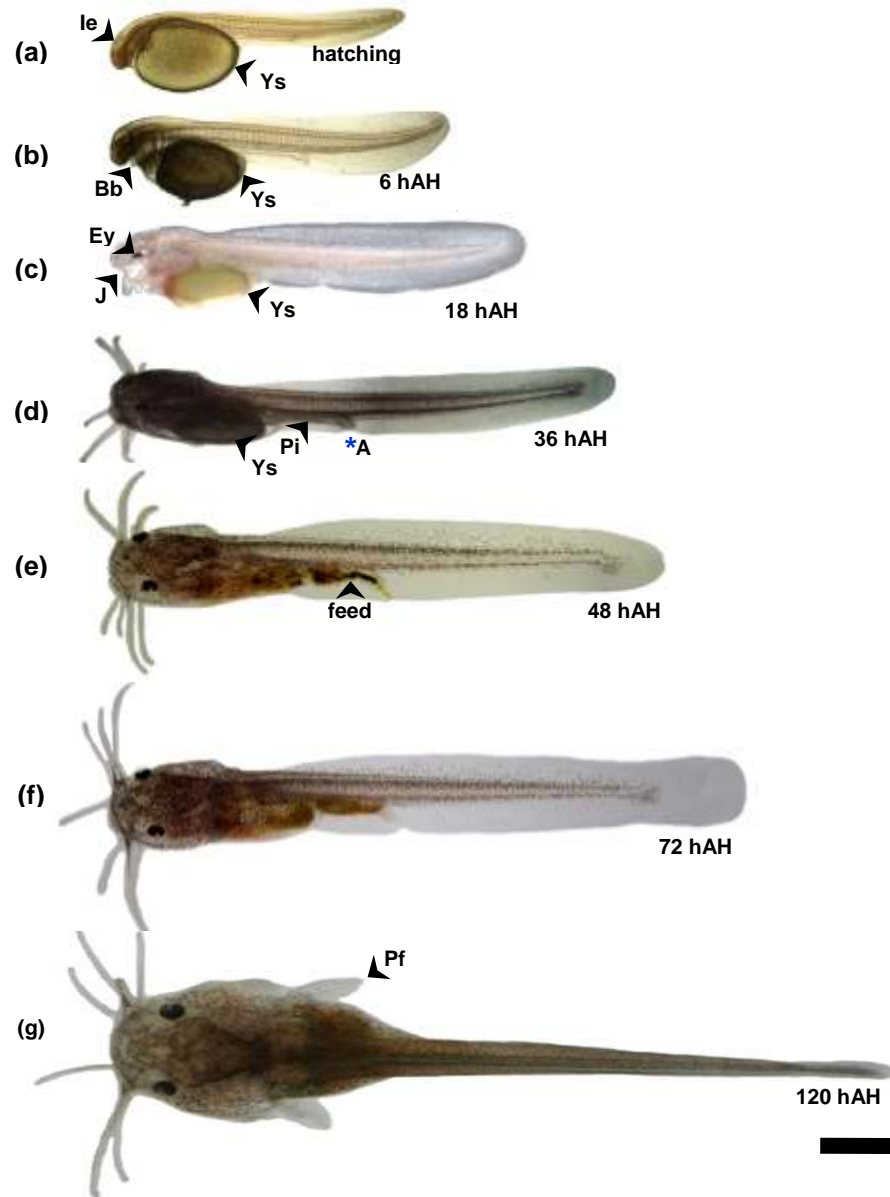 Ie
(a)
hatching
Ys
(b)
Bb
Ys
6 hAH
Ey
(c)
J
Ys
18 hAH
(d)
Ys
Pi
*A
36 hAH
(e)
feed
48 hAH
(f)
72 hAH
Pf
(g)
120 hAH